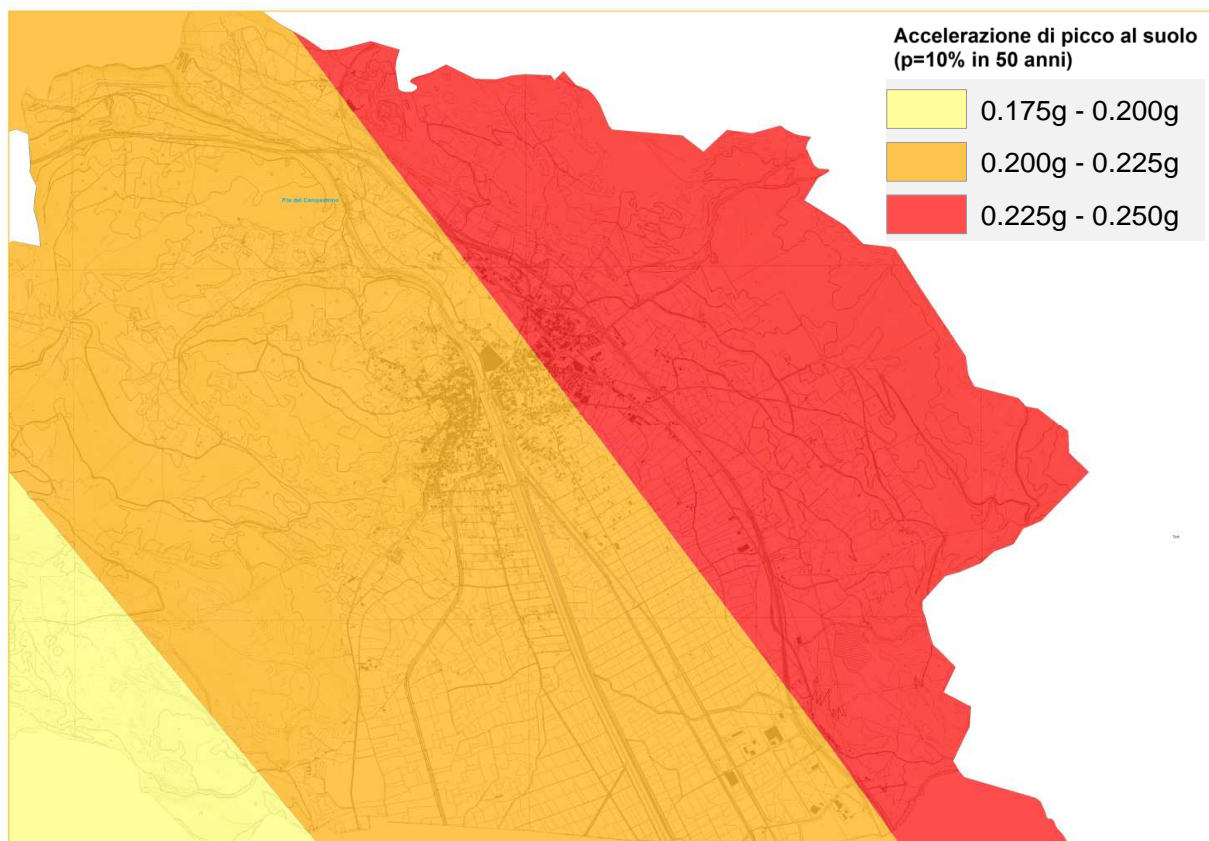 Accelerazione di picco al suolo
(p=10% in 50 anni)
0.175g - 0.200g
0.200g - 0.225g
0.225g - 0.250g